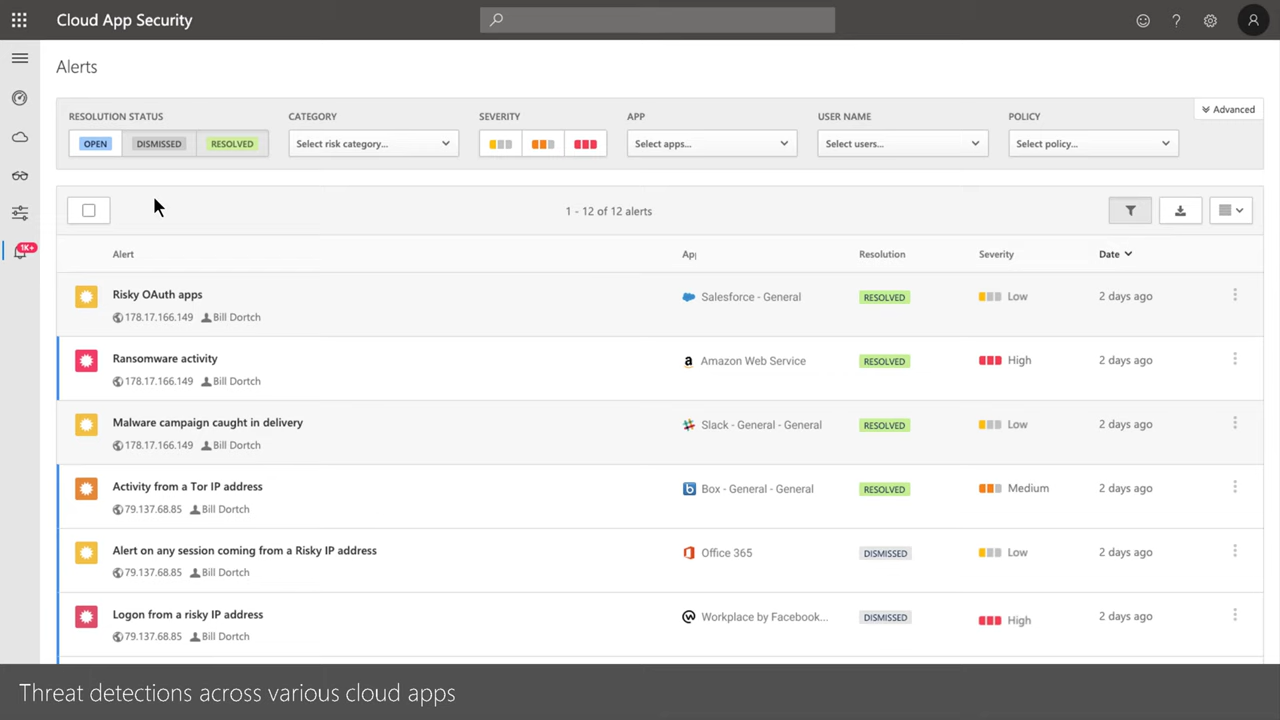 Cloud App Security
?
Alerts
Advanced
RESOLUTION STATUS CATEGORY SEVERITY APP USER NAME POLICY
OPEN DISMISSED RESOLVED Select risk category... Select apps... Select users... Select policy...
1 - 12 of 12 alerts
1K+
Alert App Resolution Severity Date
Risky OAuth apps Salesforce - General RESOLVED Low 2 days ago
178.17.166.149 Bill Dortch
Ransomware activity a Amazon Web Service RESOLVED High 2 days ago
178.17.166.149 Bill Dortch
Malware campaign caught in delivery Slack - General - General RESOLVED Low 2 days ago
178.17.166.149 Bill Dortch
Activity from a Tor IP address b Box - General - General RESOLVED Medium 2 days ago
79.137.68.85 Bill Dortch
Alert on any session coming from a Risky IP address Office 365 DISMISSED Low 2 days ago
79.137.68.85 Bill Dortch
Logon from a risky IP address Workplace by Facebook... DISMISSED High 2 days ago
79.137.68.85 Bill Dortch
Threat detections across various cloud apps